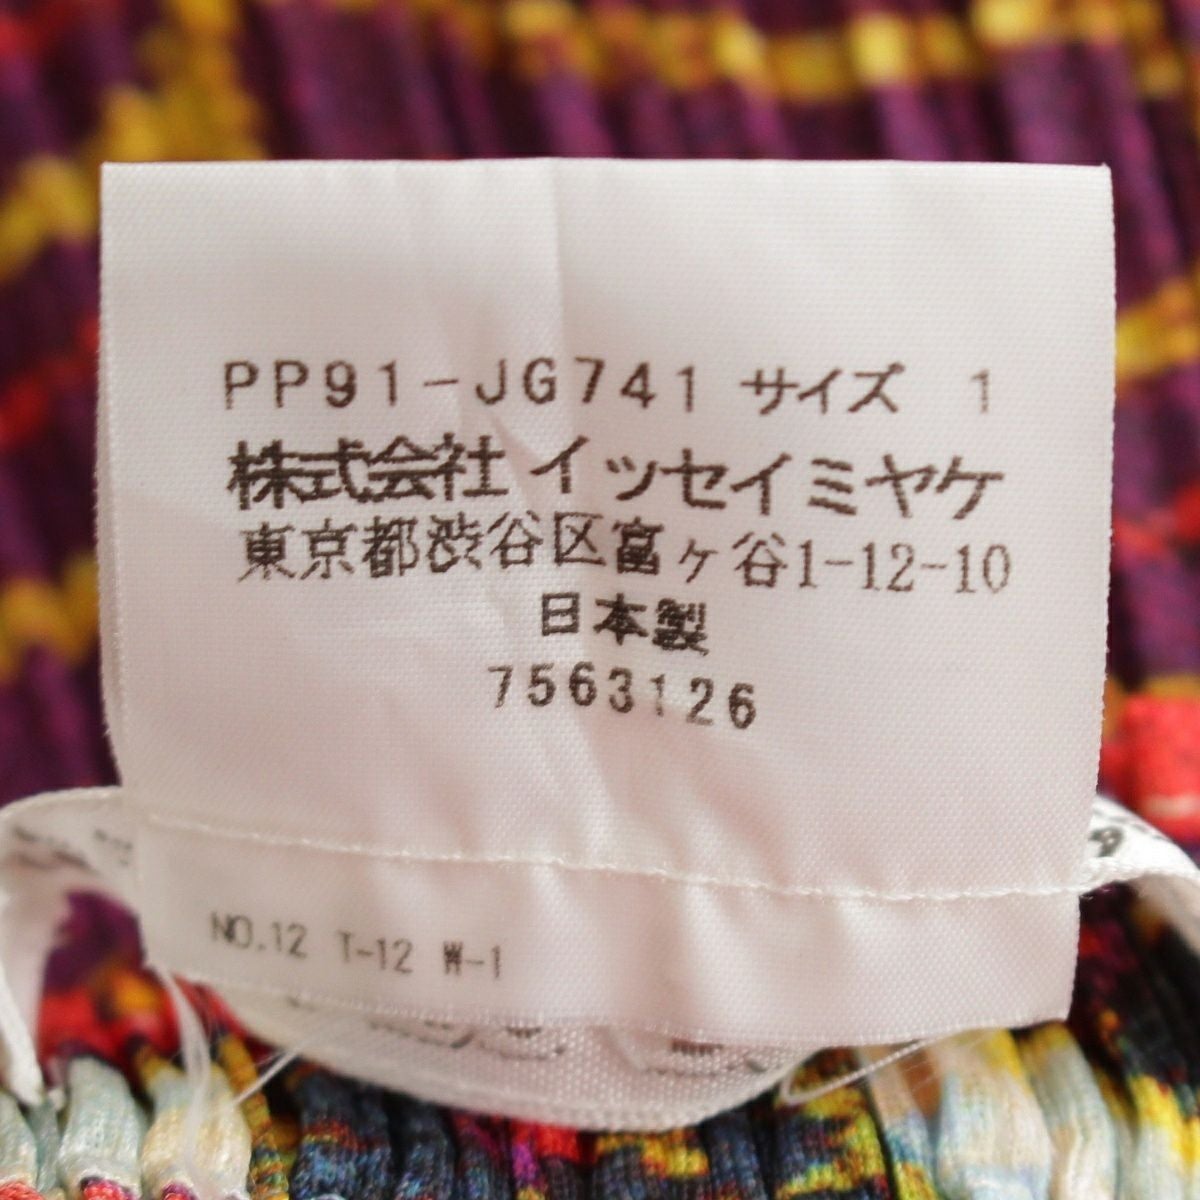 PP91-JG741 サイズ 1
株式会社イッセイミヤケ
東京都渋谷区富ヶ谷1-12-10
日本製
7563126
NO.12 T-12 W-1